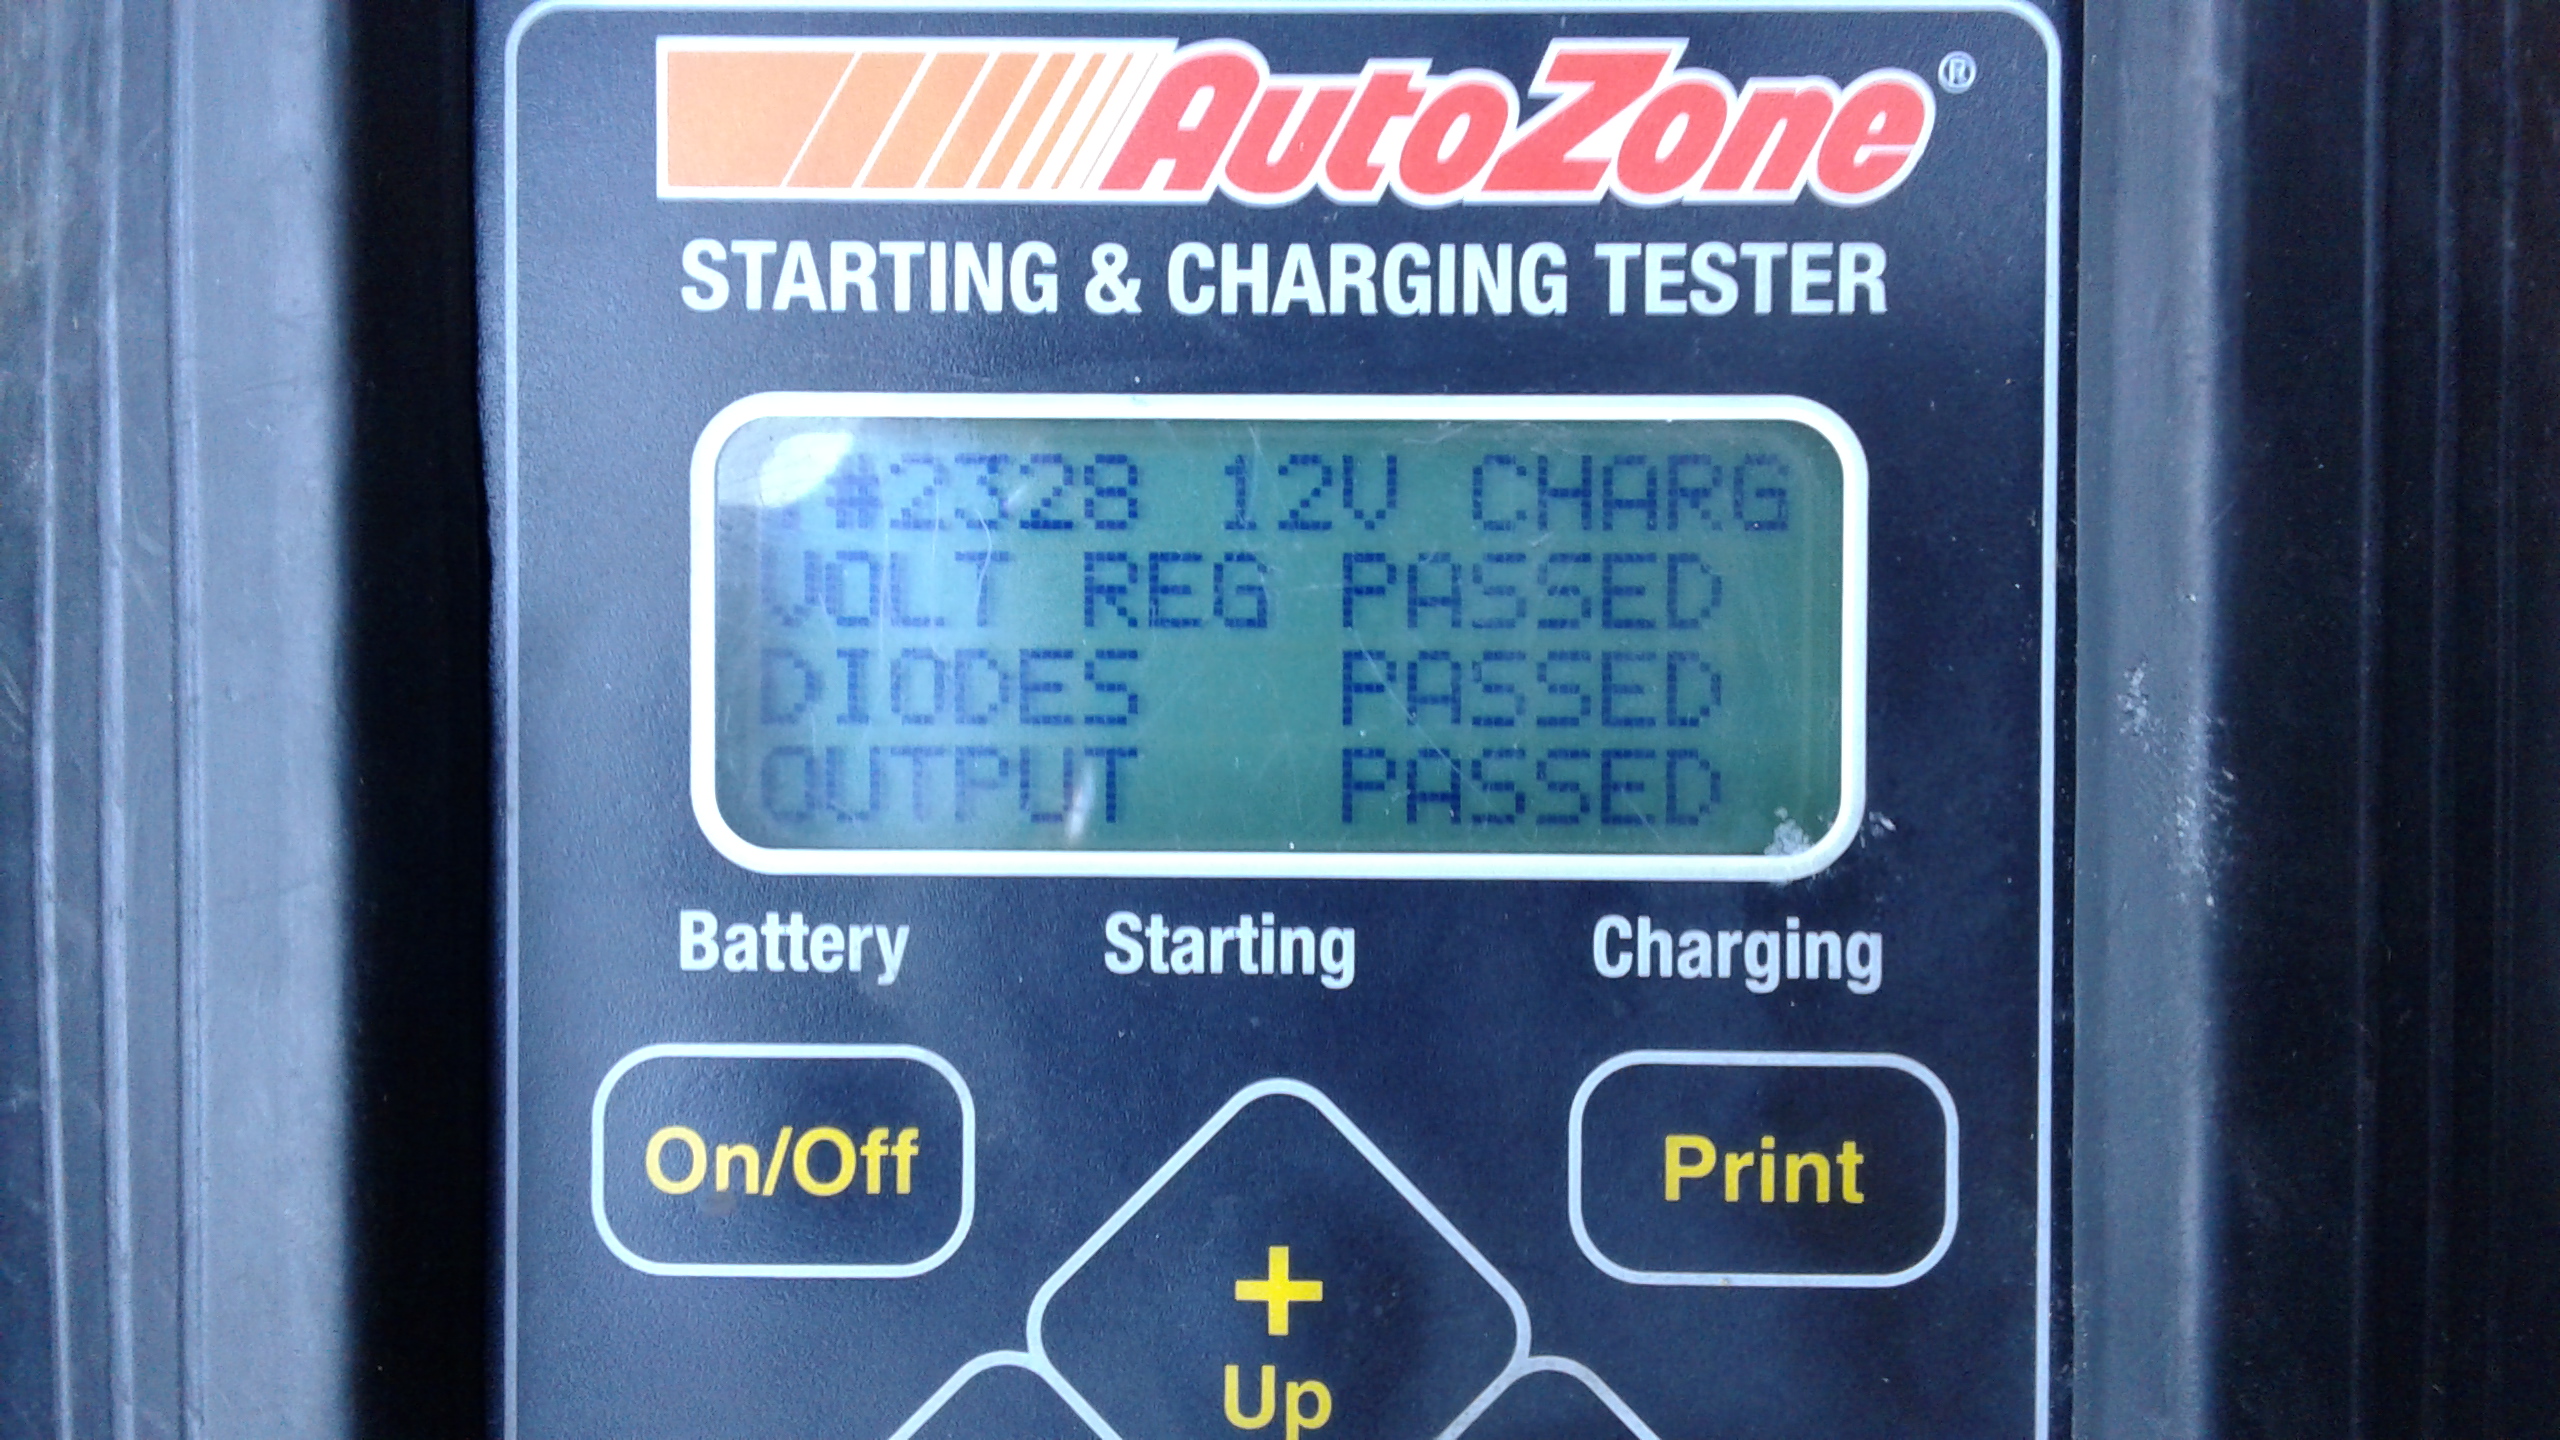 AutoZone®
STARTING & CHARGING TESTER
#2328 12V CHARG
VOLT REG PASSED
DIODES PASSED
OUTPUT PASSED
Battery Starting Charging
On/Off
Print
+
Up